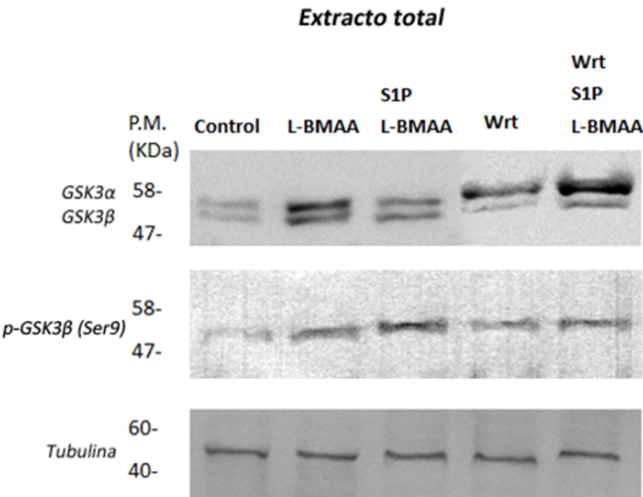 Extracto total
Wrt
S1P S1P
P.M. Control L-BMAA L-BMAA Wrt L-BMAA
(KDa)
GSK3α 58-
GSK3β
47-
58-
p-GSK3β (Ser9)
47-
60-
Tubulina
40-